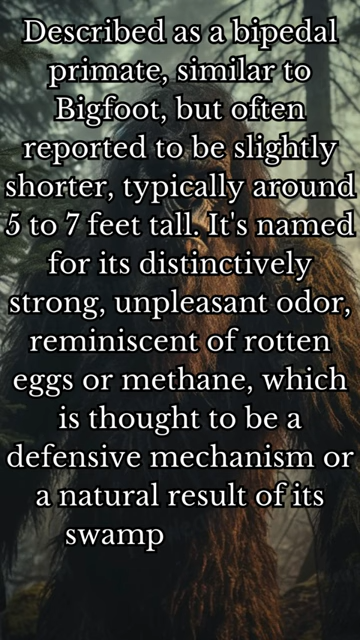 Described as a bipedal
primate, similar to
Bigfoot, but often
reported to be slightly
shorter, typically around
5 to 7 feet tall. It's named
for its distinctively
strong, unpleasant odor,
reminiscent of rotten
eggs or methane, which
is thought to be a
defensive mechanism or
a natural result of its
swamp